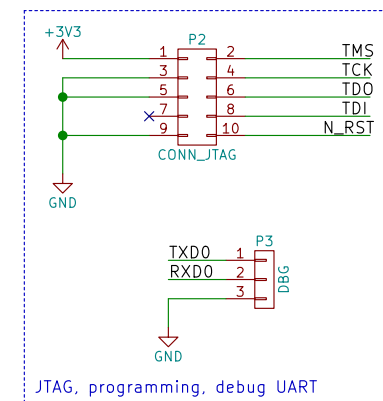 +3V3
P2
1 2 TMS
3 4 TCK
5 6 TDO
7 8 TDI
9 10 N_RST
CONN_JTAG
GND
P3
TXD0 1
RXD0 2
3
DBG
GND
JTAG, programming, debug UART